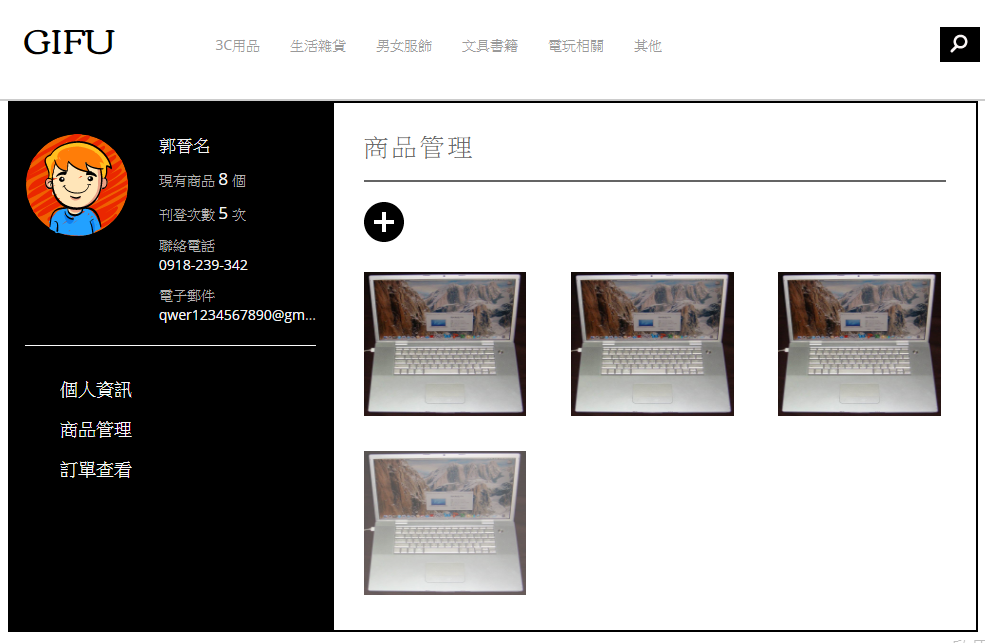 GIFU
3C用品 生活雜貨 男女服飾 文具書籍 電玩相關 其他
郭晉名
現有商品 8 個
刊登次數 5 次
聯絡電話
0918-239-342
電子郵件
qwer1234567890@gm...
個人資訊
商品管理
訂單查看
商品管理